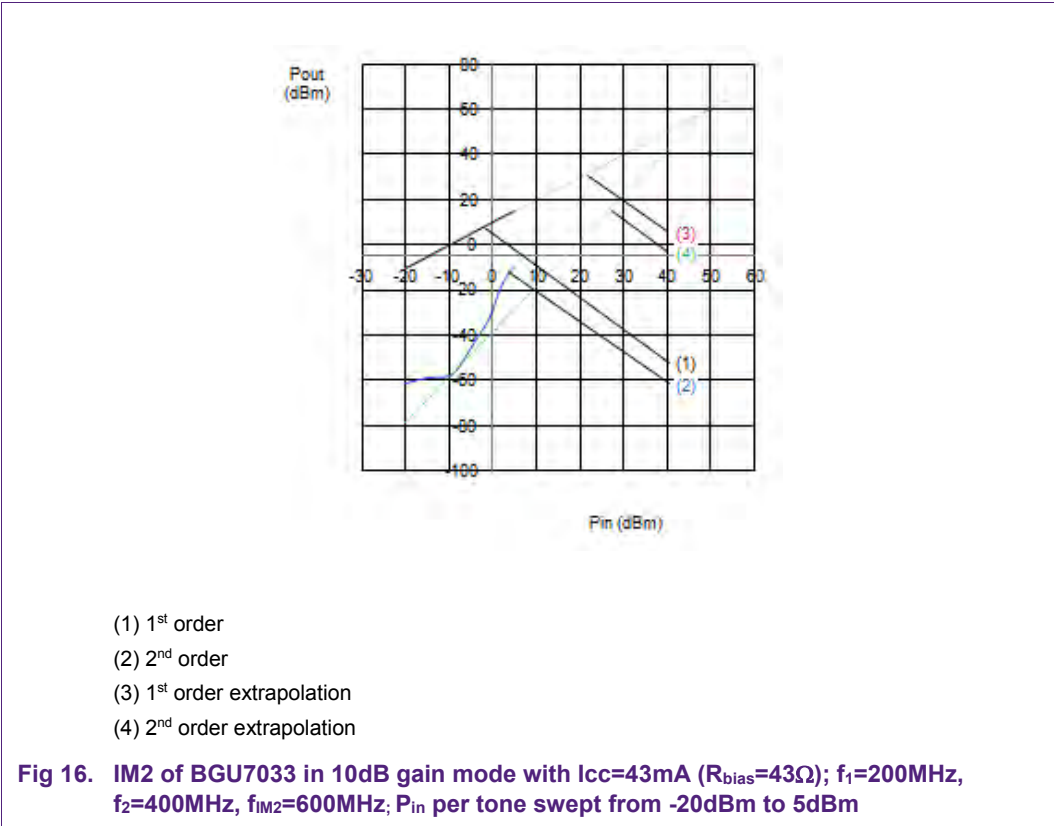 Pout
(dBm)
80
60
40
20
0
-30 -20 -10 0 10 20 30 40 50 60
-20
-40
-60
-80
-100
(3)
(4)
(1)
(2)
Pin (dBm)
(1) 1st order
(2) 2nd order
(3) 1st order extrapolation
(4) 2nd order extrapolation
Fig 16. IM2 of BGU7033 in 10dB gain mode with Icc=43mA (Rbias=43Ω); f1=200MHz,
f2=400MHz, fIM2=600MHz; Pin per tone swept from -20dBm to 5dBm